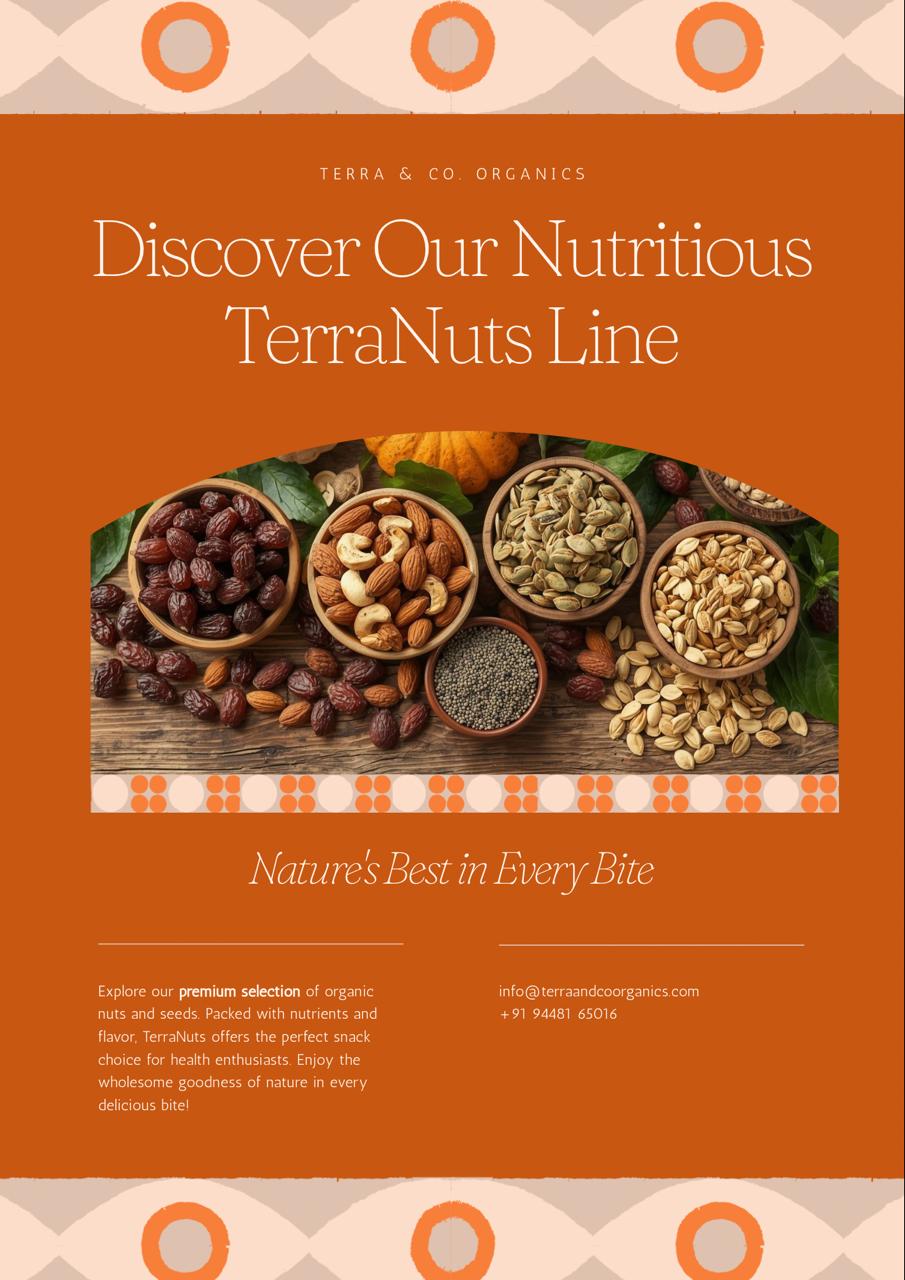 TERRA & CO. ORGANICS
Discover Our Nutritious
TerraNuts Line
Nature's Best in Every Bite
Explore our premium selection of organic
nuts and seeds. Packed with nutrients and
flavor, TerraNuts offers the perfect snack
choice for health enthusiasts. Enjoy the
wholesome goodness of nature in every
delicious bite!
info@terraandcoorganics.com
+91 94481 65016